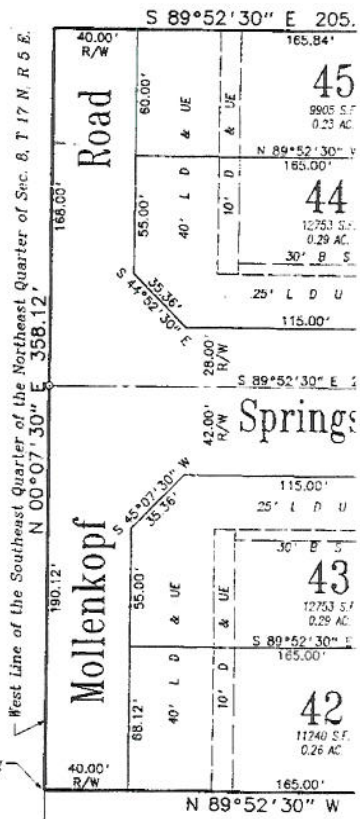 S 89°52'30" E 205.
40.00'
R/W
165.84'
45
9905 S.F.
0.23 AC.
60.00'
40' L D & UE
10' D & UE
Road
N 89°52'30"
165.00'
44
12753 S.F.
0.29 AC.
30' B S
168.00'
55.00'
25' L D U
35.36'
S 44°52'30" E
115.00'
28.00'
R/W
West Line of the Southeast Quarter of the Northeast Quarter of Sec. 8, T 17 N, R 5 E.
N 00°07'30" E 358.12'
S 89°52'30" E
42.00'
R/W
Springs
S 45°07'30" W
35.36'
115.00'
25' L D U
30' B S
43
12753 S.F.
0.29 AC.
190.12'
55.00'
40' L D & UE
10' D & UE
Mollenkopf
S 89°52'30" E
165.00'
42
11240 S.F.
0.26 AC.
68.12'
40.00'
R/W
165.00'
N 89°52'30" W